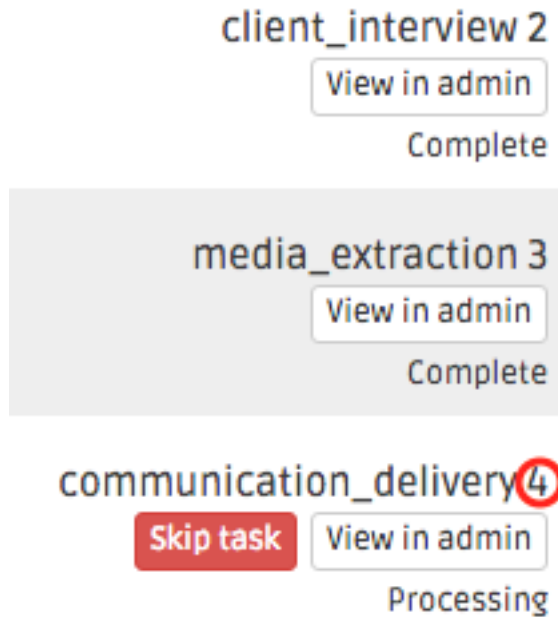 client_interview 2
View in admin
Complete
media_extraction 3
View in admin
Complete
communication_delivery 4
Skip task View in admin
Processing